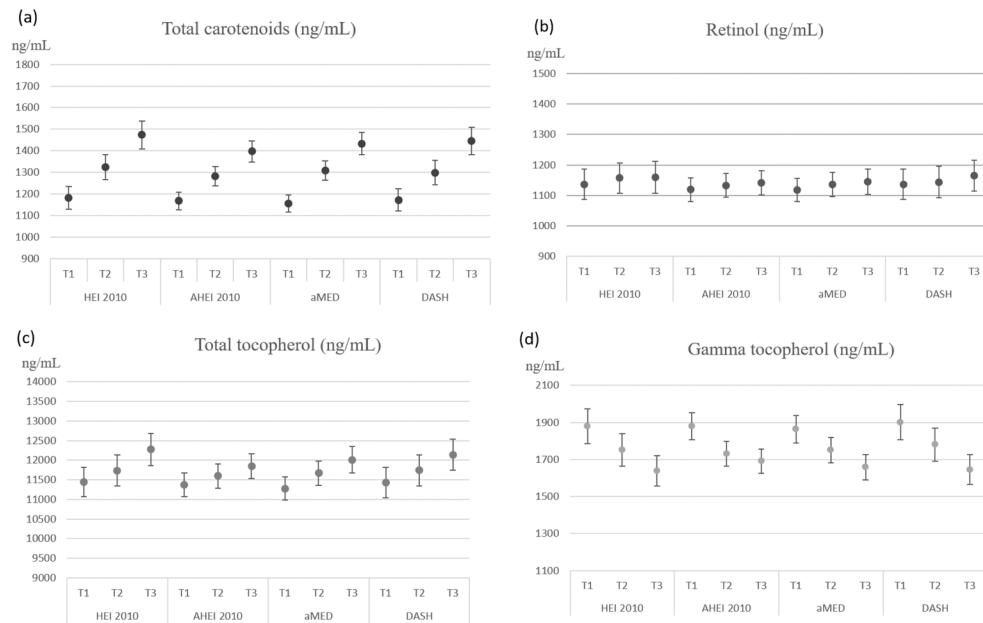 (a)
Total carotenoids (ng/mL)
ng/mL
1800
1700
1600
1500
1400
1300
1200
1100
1000
900
T1 T2 T3 T1 T2 T3 T1 T2 T3 T1 T2 T3
HEI 2010 AHEI 2010 aMED DASH
(b)
Retinol (ng/mL)
ng/mL
1500
1400
1300
1200
1100
1000
900
T1 T2 T3 T1 T2 T3 T1 T2 T3 T1 T2 T3
HEI 2010 AHEI 2010 aMED DASH
(c)
Total tocopherol (ng/mL)
ng/mL
14000
13500
13000
12500
12000
11500
11000
10500
10000
9500
9000
T1 T2 T3 T1 T2 T3 T1 T2 T3 T1 T2 T3
HEI 2010 AHEI 2010 aMED DASH
(d)
Gamma tocopherol (ng/mL)
ng/mL
2100
1900
1700
1500
1300
1100
T1 T2 T3 T1 T2 T3 T1 T2 T3 T1 T2 T3
HEI 2010 AHEI 2010 aMED DASH